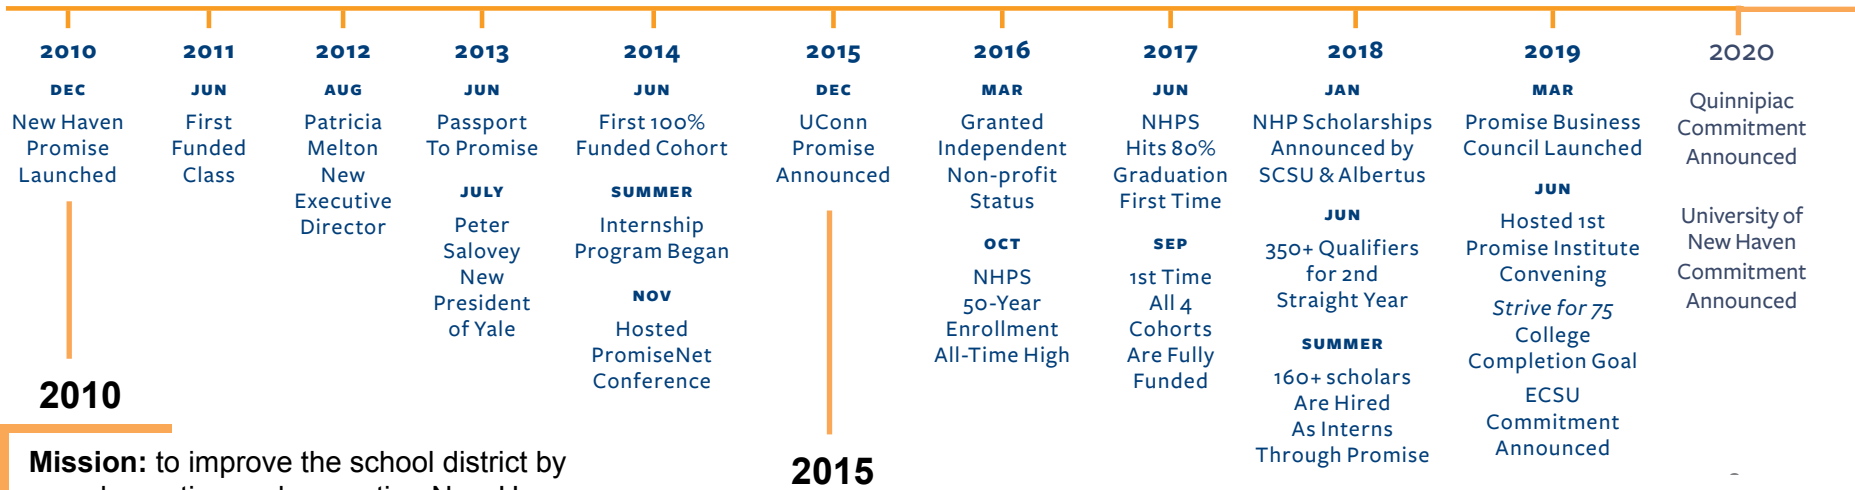 2010
DEC
New Haven
Promise
Launched
2011
JUN
First
Funded
Class
2012
AUG
Patricia
Melton
New
Executive
Director
2013
JUN
Passport
To Promise
JULY
Peter
Salovey
New
President
of Yale
2014
JUN
First 100%
Funded Cohort
SUMMER
Internship
Program Began
NOV
Hosted
PromiseNet
Conference
2015
DEC
UConn
Promise
Announced
2016
MAR
Granted
Independent
Non-profit
Status
OCT
NHPS
50-Year
Enrollment
All-Time High
2017
JUN
NHPS
Hits 80%
Graduation
First Time
SEP
1st Time
All 4
Cohorts
Are Fully
Funded
2018
JAN
NHP Scholarships
Announced by
SCSU & Albertus
JUN
350+ Qualifiers
for 2nd
Straight Year
SUMMER
160+ scholars
Are Hired
As Interns
Through Promise
2019
MAR
Promise Business
Council Launched
JUN
Hosted 1st
Promise Institute
Convening
Strive for 75
College
Completion Goal
ECSU
Commitment
Announced
2020
Quinnipiac
Commitment
Announced
University of
New Haven
Commitment
Announced
2010
Mission: to improve the school district by
2015